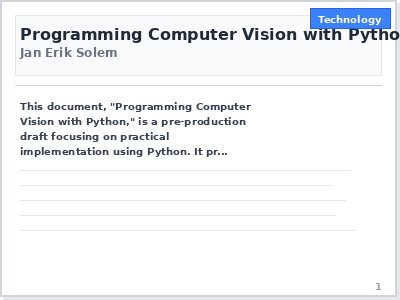 Technology
Programming Computer Vision with Pytho
Jan Erik Solem
This document, "Programming Computer
Vision with Python," is a pre-production
draft focusing on practical
implementation using Python. It pr...
1